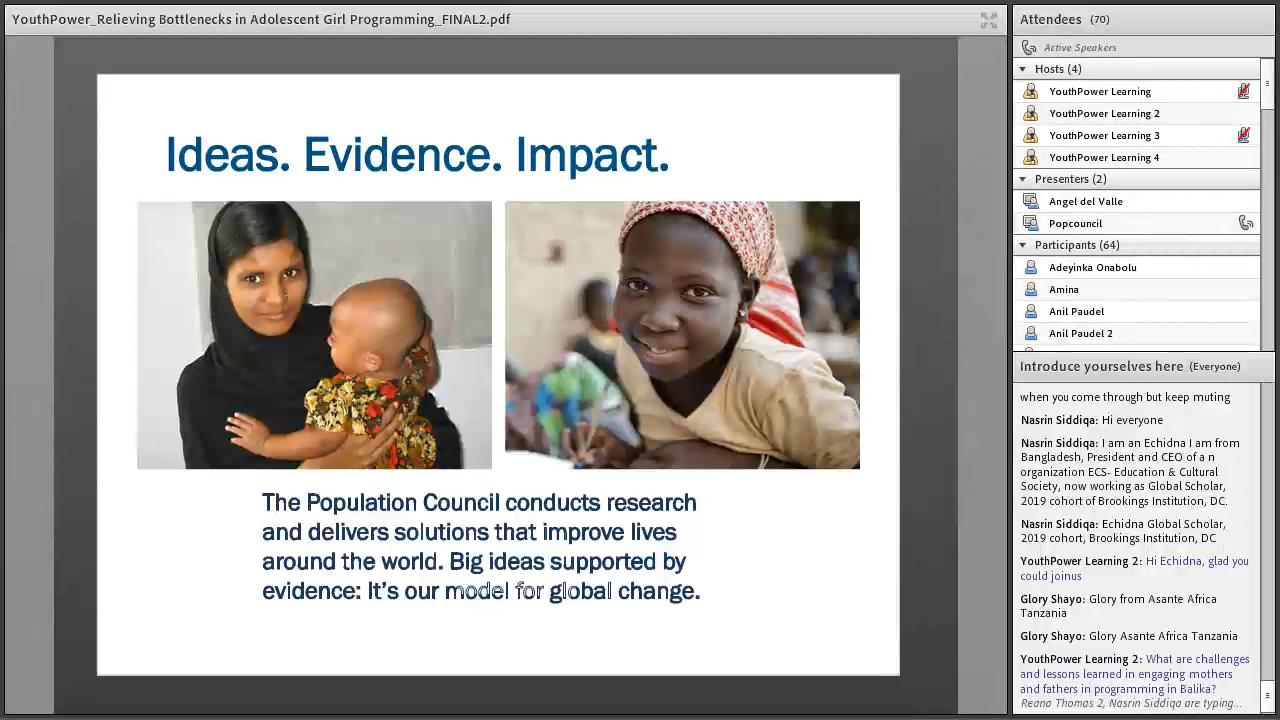 YouthPower_Relieving Bottlenecks in Adolescent Girl Programming_FINAL2.pdf
Ideas. Evidence. Impact.
The Population Council conducts research
and delivers solutions that improve lives
around the world. Big ideas supported by
evidence: It’s our model for global change.
Attendees (70)
Active Speakers
Hosts (4)
YouthPower Learning
YouthPower Learning 2
YouthPower Learning 3
YouthPower Learning 4
Presenters (2)
Angel del Valle
Popcouncil
Participants (64)
Adeyinka Onabolu
Amina
Anil Paudel
Anil Paudel 2
Introduce yourselves here (Everyone)
when you come through but keep muting
Nasrin Siddiqa: Hi everyone
Nasrin Siddiqa: I am an Echidna I am from
Bangladesh, President and CEO of a n
organization ECS- Education & Cultural
Society, now working as Global Scholar,
2019 cohort of Brookings Institution, DC.
Nasrin Siddiqa: Echidna Global Scholar,
2019 cohort, Brookings Institution, DC
YouthPower Learning 2: Hi Echidna, glad you
could joinus
Glory Shayo: Glory from Asante Africa
Tanzania
Glory Shayo: Glory Asante Africa Tanzania
YouthPower Learning 2: What are challenges
and lessons learned in engaging mothers
and fathers in programming in Balika?
Reana Thomas 2, Nasrin Siddiqa are typing...